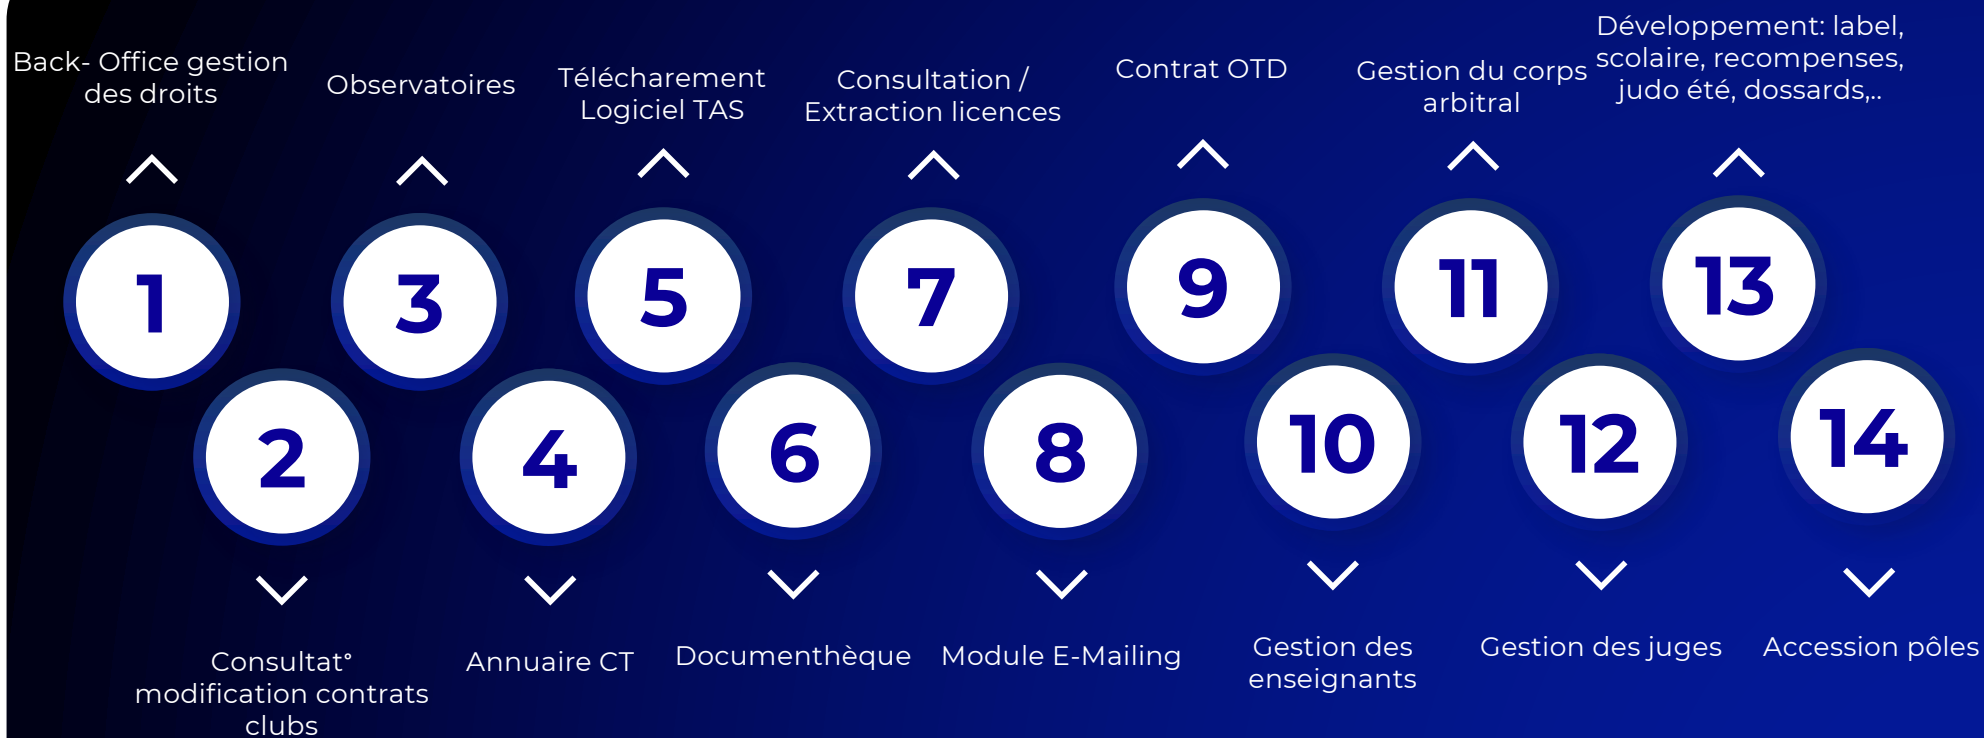 Back- Office gestion
des droits
1
Consultat°
modification contrats
clubs
2
Observatoires
3
Annuaire CT
4
Télécharement
Logiciel TAS
5
Documenthèque
6
Consultation /
Extraction licences
7
Module E-Mailing
8
Contrat OTD
9
Gestion des
enseignants
10
Gestion du corps
arbitral
11
Gestion des juges
12
Développement: label,
scolaire, recompenses,
judo été, dossards,..
13
Accession pôles
14